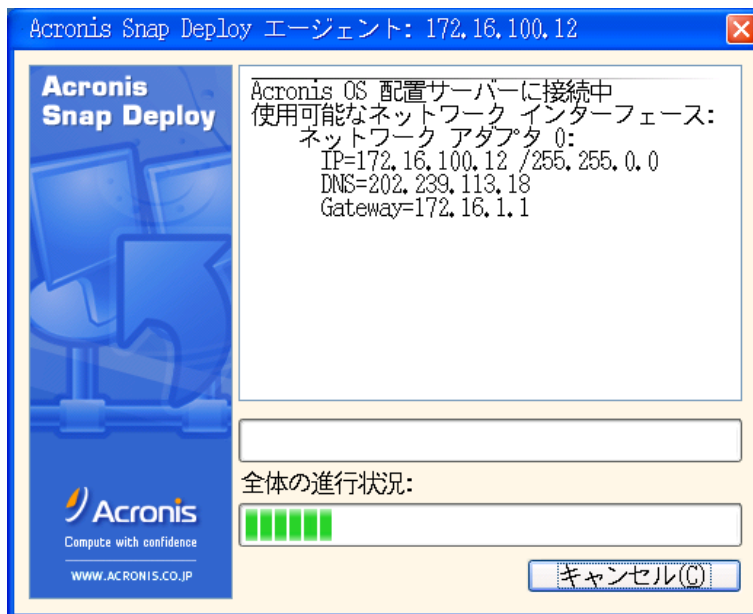 Acronis Snap Deploy エージェント: 172.16.100.12
Acronis
Snap Deploy
Acronis OS 配置サーバーに接続中
使用可能なネットワーク インターフェース:
ネットワーク アダプタ 0:
IP=172.16.100.12 /255.255.0.0
DNS=202.239.113.18
Gateway=172.16.1.1
全体の進行状況:
Acronis
Compute with confidence
WWW.ACRONIS.CO.JP
キャンセル(C)